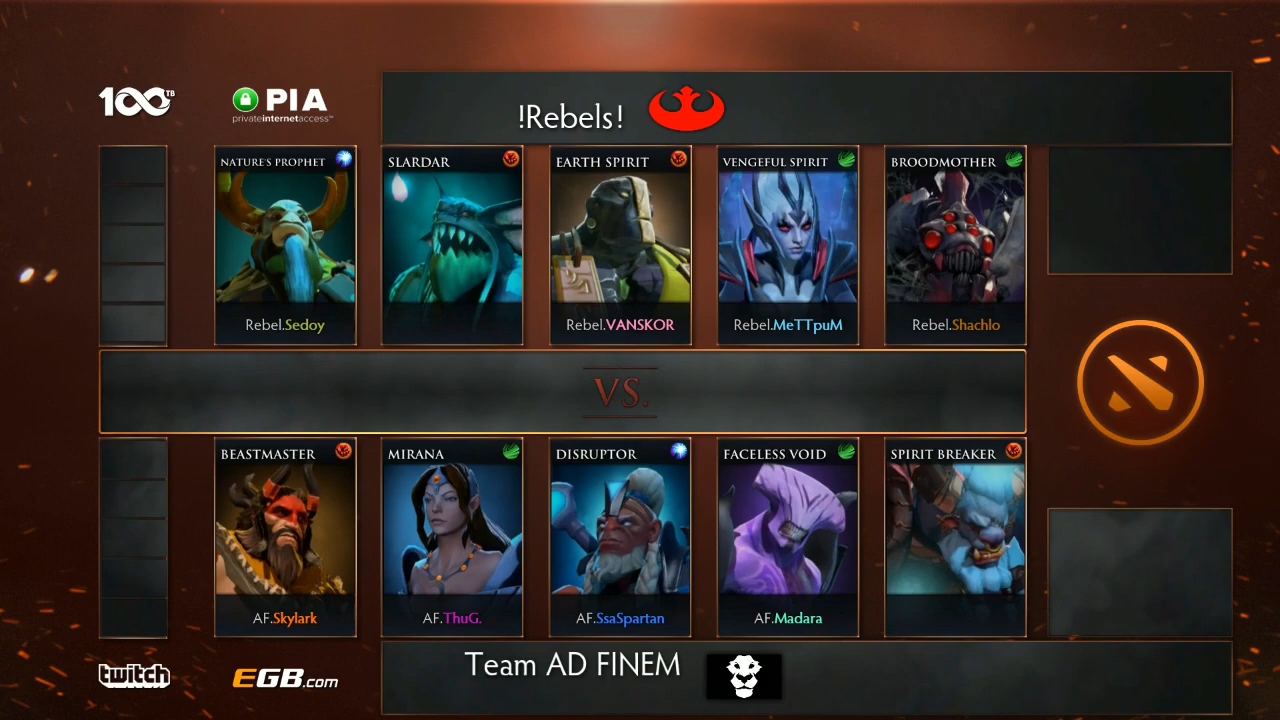 100TB
PIA
privateinternetaccess™
!Rebels!
NATURE'S PROPHET
SLARDAR
EARTH SPIRIT
VENGEFUL SPIRIT
BROODMOTHER
Rebel.Sedoy
Rebel.VANSKOR
Rebel.MeTTpuM
Rebel.Shachlo
VS.
BEASTMASTER
MIRANA
DISRUPTOR
FACELESS VOID
SPIRIT BREAKER
AF.Skylark
AF.ThuG.
AF.SsaSpartan
AF.Madara
twitch
EGB.com
Team AD FINEM